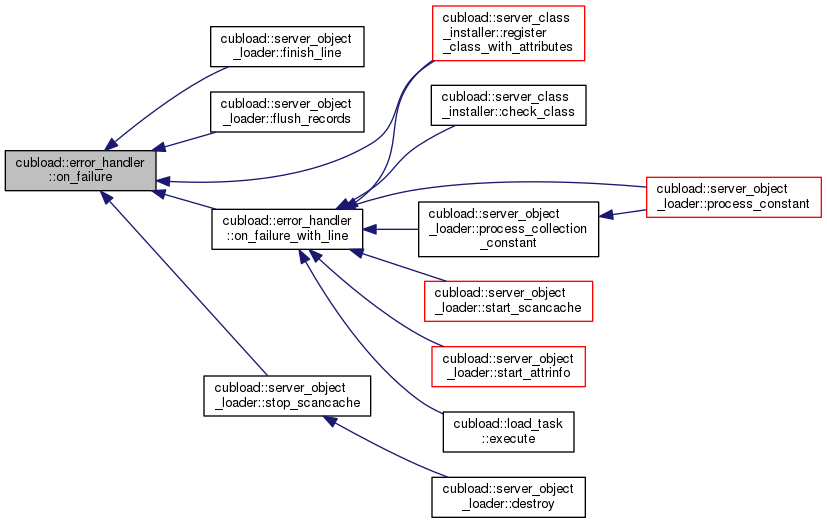 cubload::server_object
_loader::finish_line
cubload::server_class
_installer::register
_class_with_attributes
cubload::server_object
_loader::flush_records
cubload::server_class
_installer::check_class
cubload::error_handler
::on_failure
cubload::error_handler
::on_failure_with_line
cubload::server_object
_loader::process_collection
_constant
cubload::server_object
_loader::process_constant
cubload::server_object
_loader::start_scancache
cubload::server_object
_loader::start_attrinfo
cubload::server_object
_loader::stop_scancache
cubload::load_task
::execute
cubload::server_object
_loader::destroy